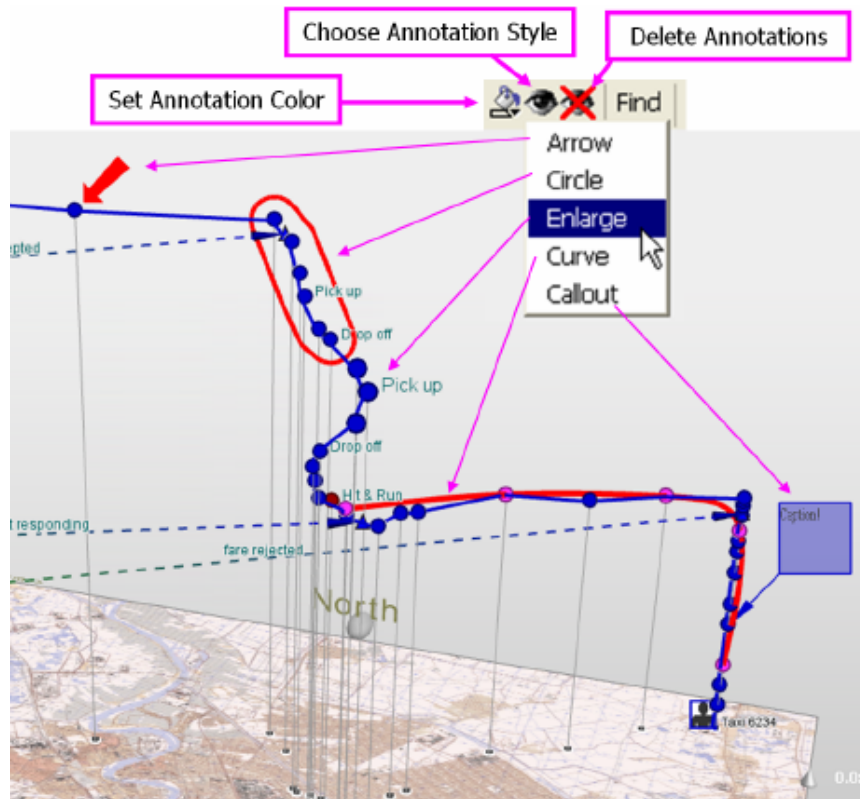 Choose Annotation Style
Delete Annotations
Set Annotation Color
Find
Arrow
Circle
Enlarge
Curve
Callout
Pick up
Drop off
Pick up
Drop off
Hit & Run
responding
fare rejected
Caption!
North
Taxi 6234